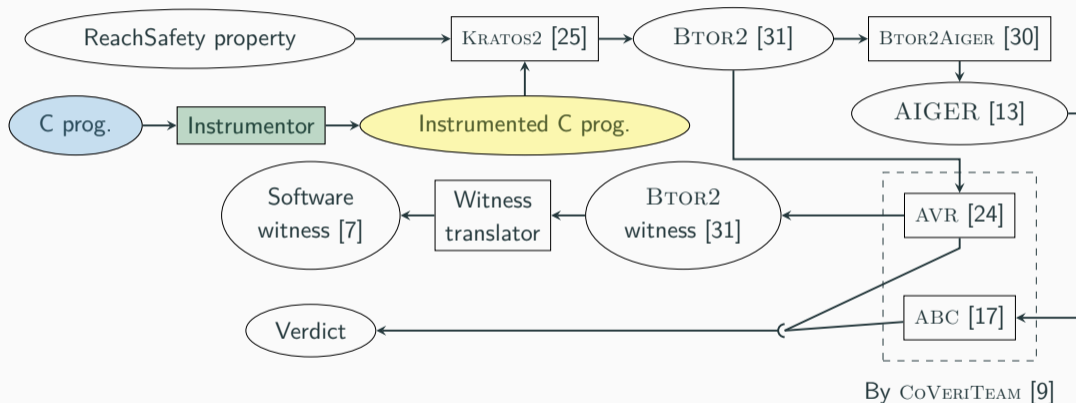 ReachSafety property
Kratos2 [25]
Btor2 [31]
Btor2Aiger [30]
C prog.
Instrumentor
Instrumented C prog.
AIGER [13]
Software
witness [7]
Witness
translator
Btor2
witness [31]
AVR [24]
Verdict
ABC [17]
By CoVeriTeam [9]